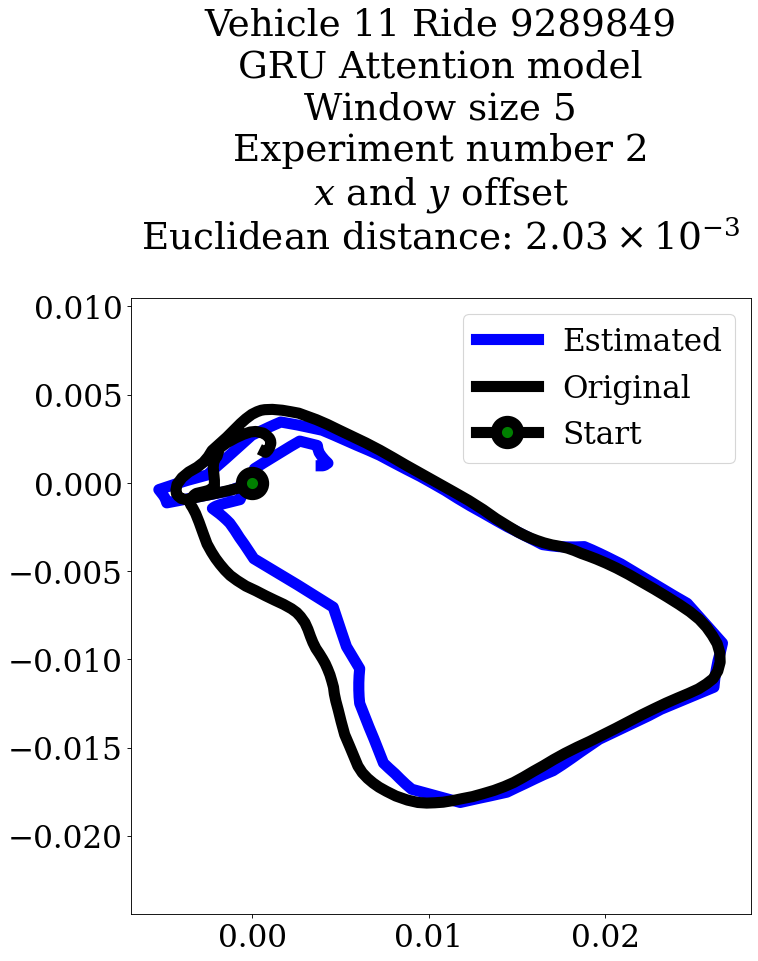 Vehicle 11 Ride 9289849
GRU Attention model
Window size 5
Experiment number 2
x and y offset
Euclidean distance: 2.03 × 10⁻³
0.010
0.005
0.000
−0.005
−0.010
−0.015
−0.020
Estimated
Original
Start
0.00
0.01
0.02